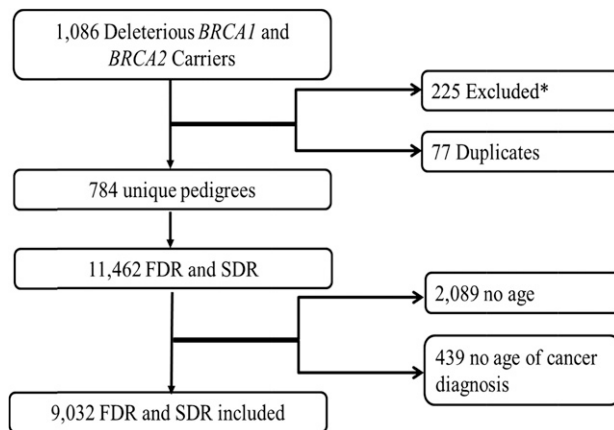 1,086 Deleterious BRCA1 and
BRCA2 Carriers
225 Excluded*
77 Duplicates
784 unique pedigrees
11,462 FDR and SDR
2,089 no age
439 no age of cancer
diagnosis
9,032 FDR and SDR included